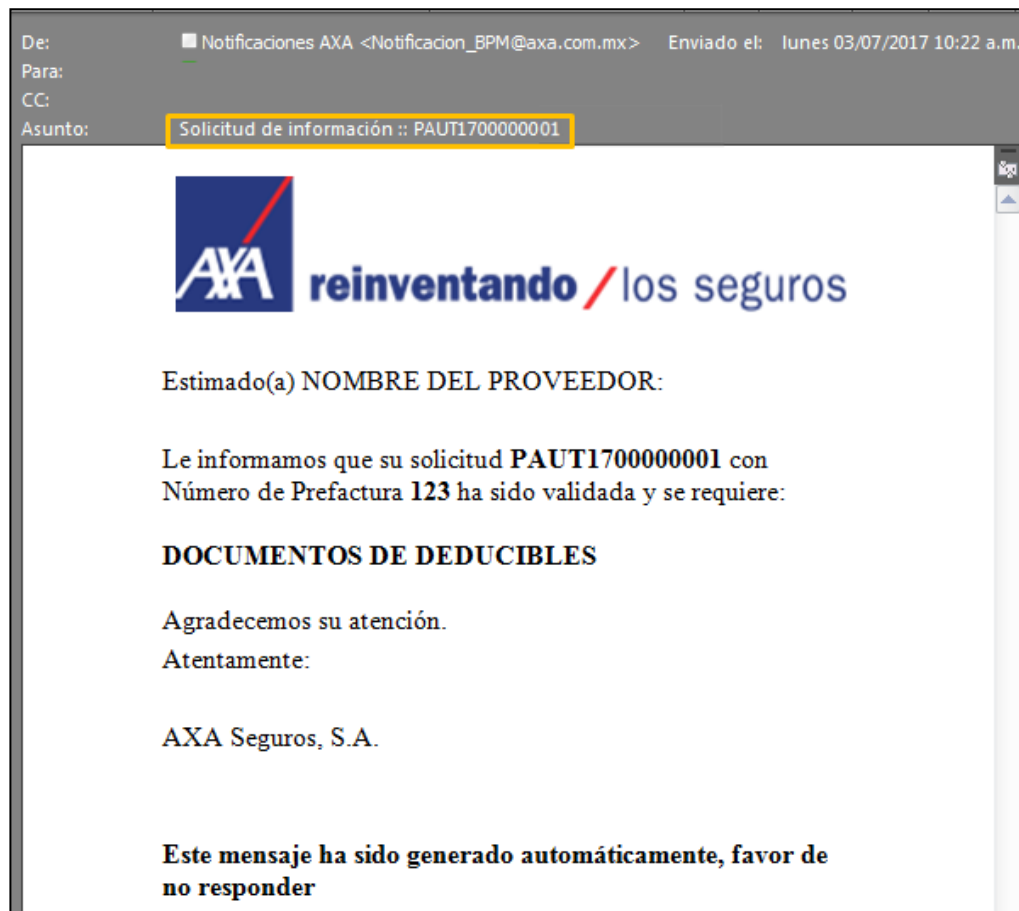 De: Notificaciones AXA <Notificacion_BPM@axa.com.mx> Enviado el: lunes 03/07/2017 10:22 a.m.
Para:
CC:
Asunto: Solicitud de información :: PAUT1700000001
AXA reinventando / los seguros
Estimado(a) NOMBRE DEL PROVEEDOR:
Le informamos que su solicitud PAUT1700000001 con
Número de Prefactura 123 ha sido validada y se requiere:
DOCUMENTOS DE DEDUCIBLES
Agradecemos su atención.
Atentamente:
AXA Seguros, S.A.
Este mensaje ha sido generado automáticamente, favor de
no responder